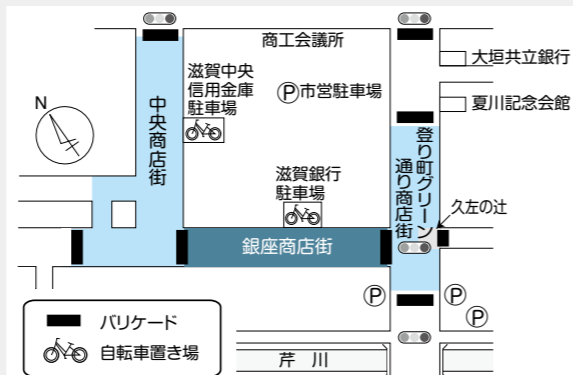 商工会議所
大垣共立銀行
滋賀中央
信用金庫
駐車場
Ⓟ市営駐車場
夏川記念会館
N
中央商店街
登り町グリーン
通り商店街
滋賀銀行
駐車場
久左の辻
銀座商店街
Ⓟ
Ⓟ
Ⓟ
バリケード
自転車置き場
芹川